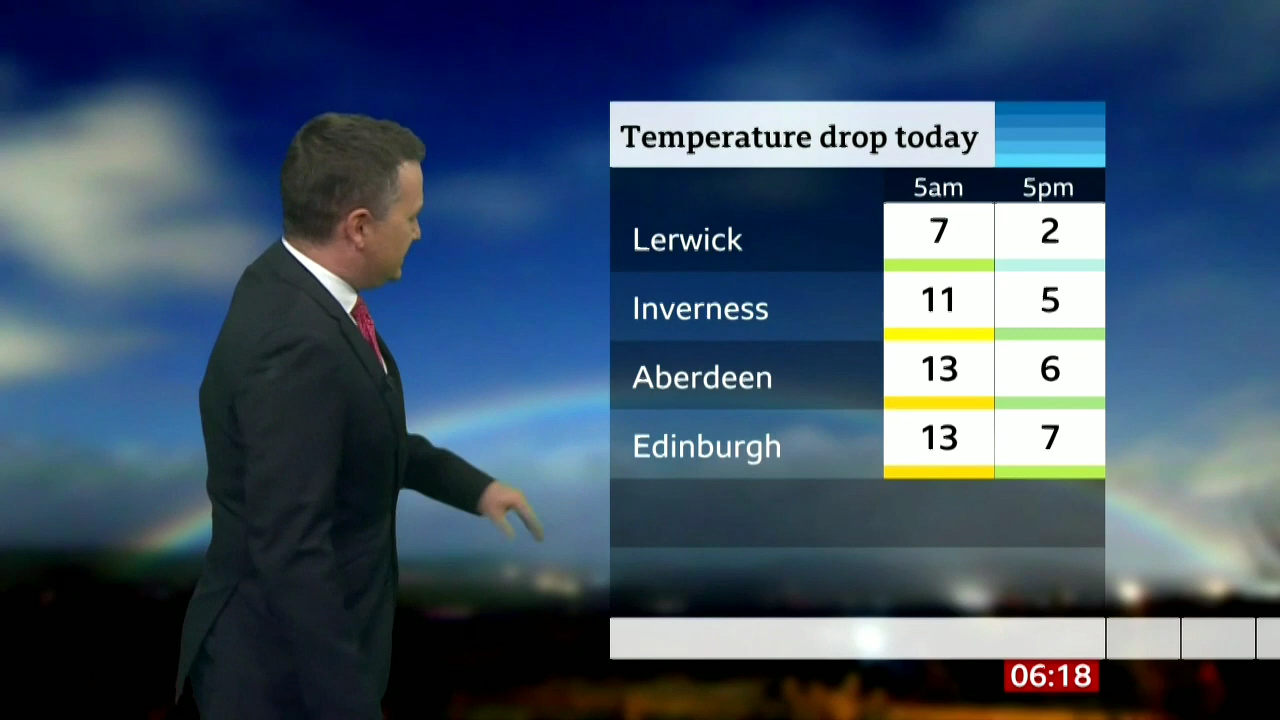 Temperature drop today
5am 5pm
Lerwick 7 2
Inverness 11 5
Aberdeen 13 6
Edinburgh 13 7
06:18